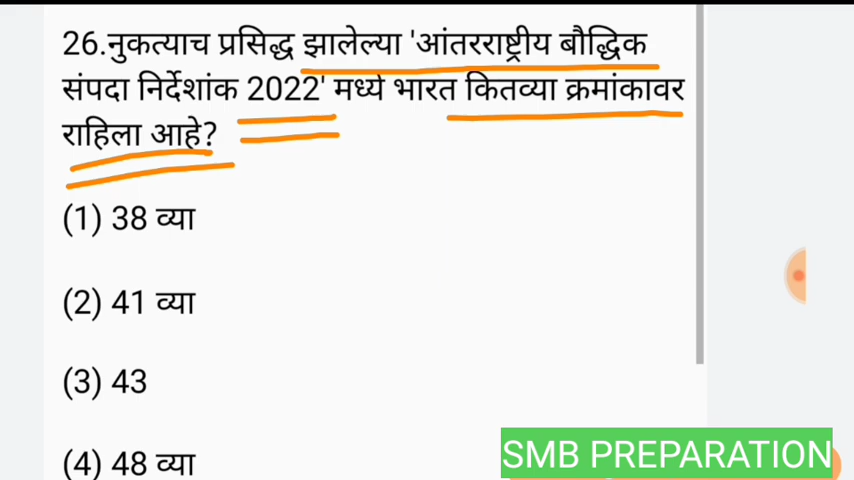 26.नुकत्याच प्रसिद्ध झालेल्या 'आंतरराष्ट्रीय बौद्धिक
संपदा निर्देशांक 2022' मध्ये भारत कितव्या क्रमांकावर
राहिला आहे?
(1) 38 व्या
(2) 41 व्या
(3) 43
(4) 48 व्या
SMB PREPARATION